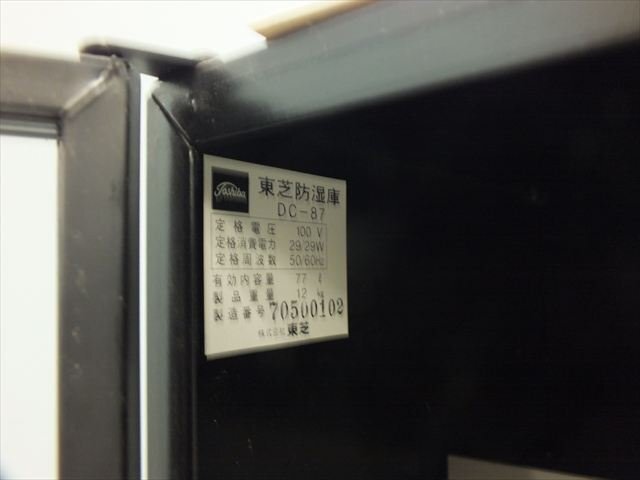 Toshiba
東芝防湿庫
DC-87
定格電圧 100 V
定格消費電力 29/29W
定格周波数 50/60Hz
有効内容量 77 ℓ
製品重量 12 kg
製造番号 70500102
株式会社 東芝